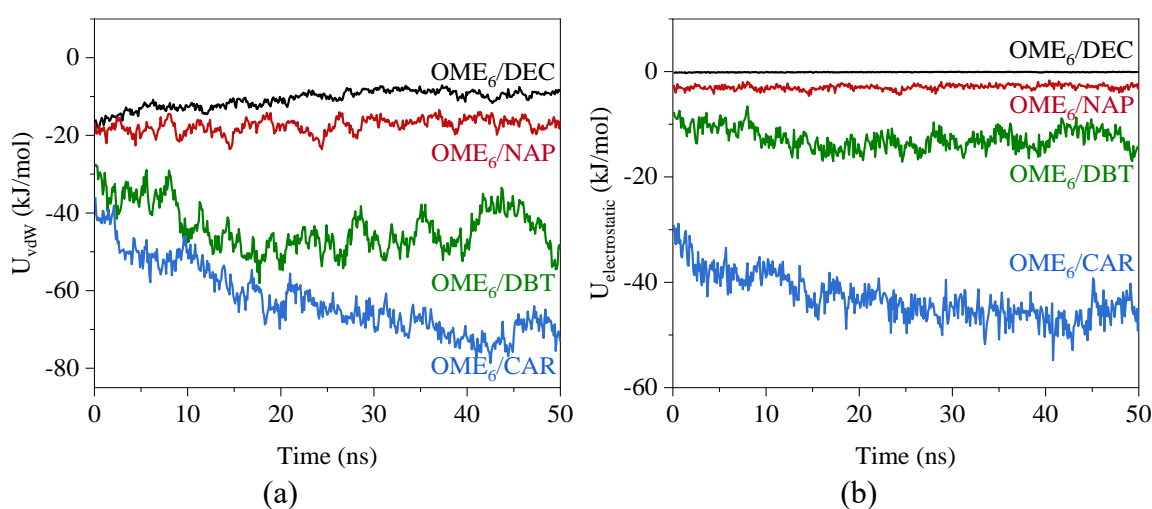 0
-20
-40
-60
-80
U_vdW (kJ/mol)
OME₆/DEC
OME₆/NAP
OME₆/DBT
OME₆/CAR
0 10 20 30 40 50
Time (ns)
(a)
0
-20
-40
-60
U_electrostatic (kJ/mol)
OME₆/DEC
OME₆/NAP
OME₆/DBT
OME₆/CAR
0 10 20 30 40 50
Time (ns)
(b)